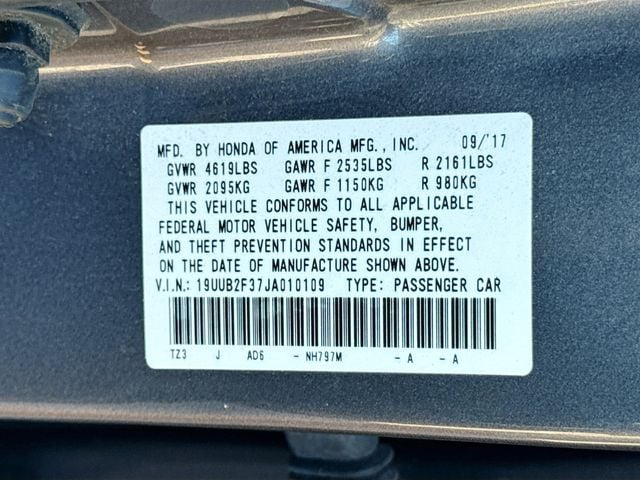 MFD. BY HONDA OF AMERICA MFG., INC. 09/'17
GVWR 4619LBS GAWR F 2535LBS R 2161LBS
GVWR 2095KG GAWR F 1150KG R 980KG
THIS VEHICLE CONFORMS TO ALL APPLICABLE
FEDERAL MOTOR VEHICLE SAFETY, BUMPER,
AND THEFT PREVENTION STANDARDS IN EFFECT
ON THE DATE OF MANUFACTURE SHOWN ABOVE.
V.I.N.: 19UUB2F37JA010109 TYPE: PASSENGER CAR
TZ3 J AD6 - NH797M - A - A